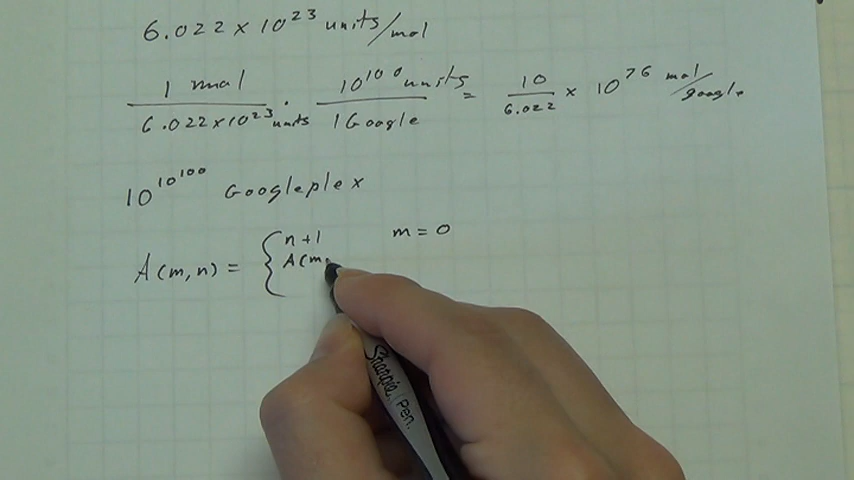 6.022 x 10^23 units/mol
1 mol / 6.022 x 10^23 units · 10^100 units / 1 Google = 10 / 6.022 x 10^76 mol/google
10^10^100 Googleplex
A(m,n) = { n+1 m = 0
A(m-
Sharpie Pen.